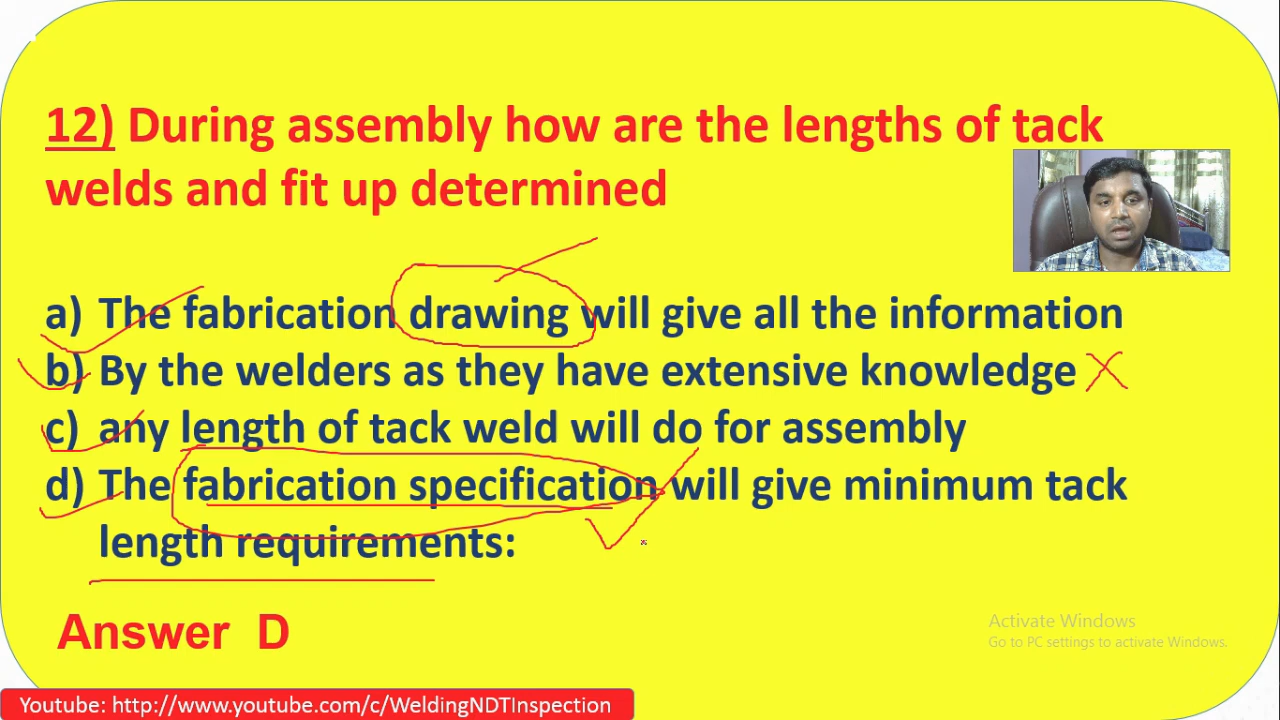 12) During assembly how are the lengths of tack
welds and fit up determined
a) The fabrication drawing will give all the information
b) By the welders as they have extensive knowledge
c) any length of tack weld will do for assembly
d) The fabrication specification will give minimum tack
length requirements:
Answer D
Activate Windows
Go to PC settings to activate Windows.
Youtube: http://www.youtube.com/c/WeldingNDTInspection